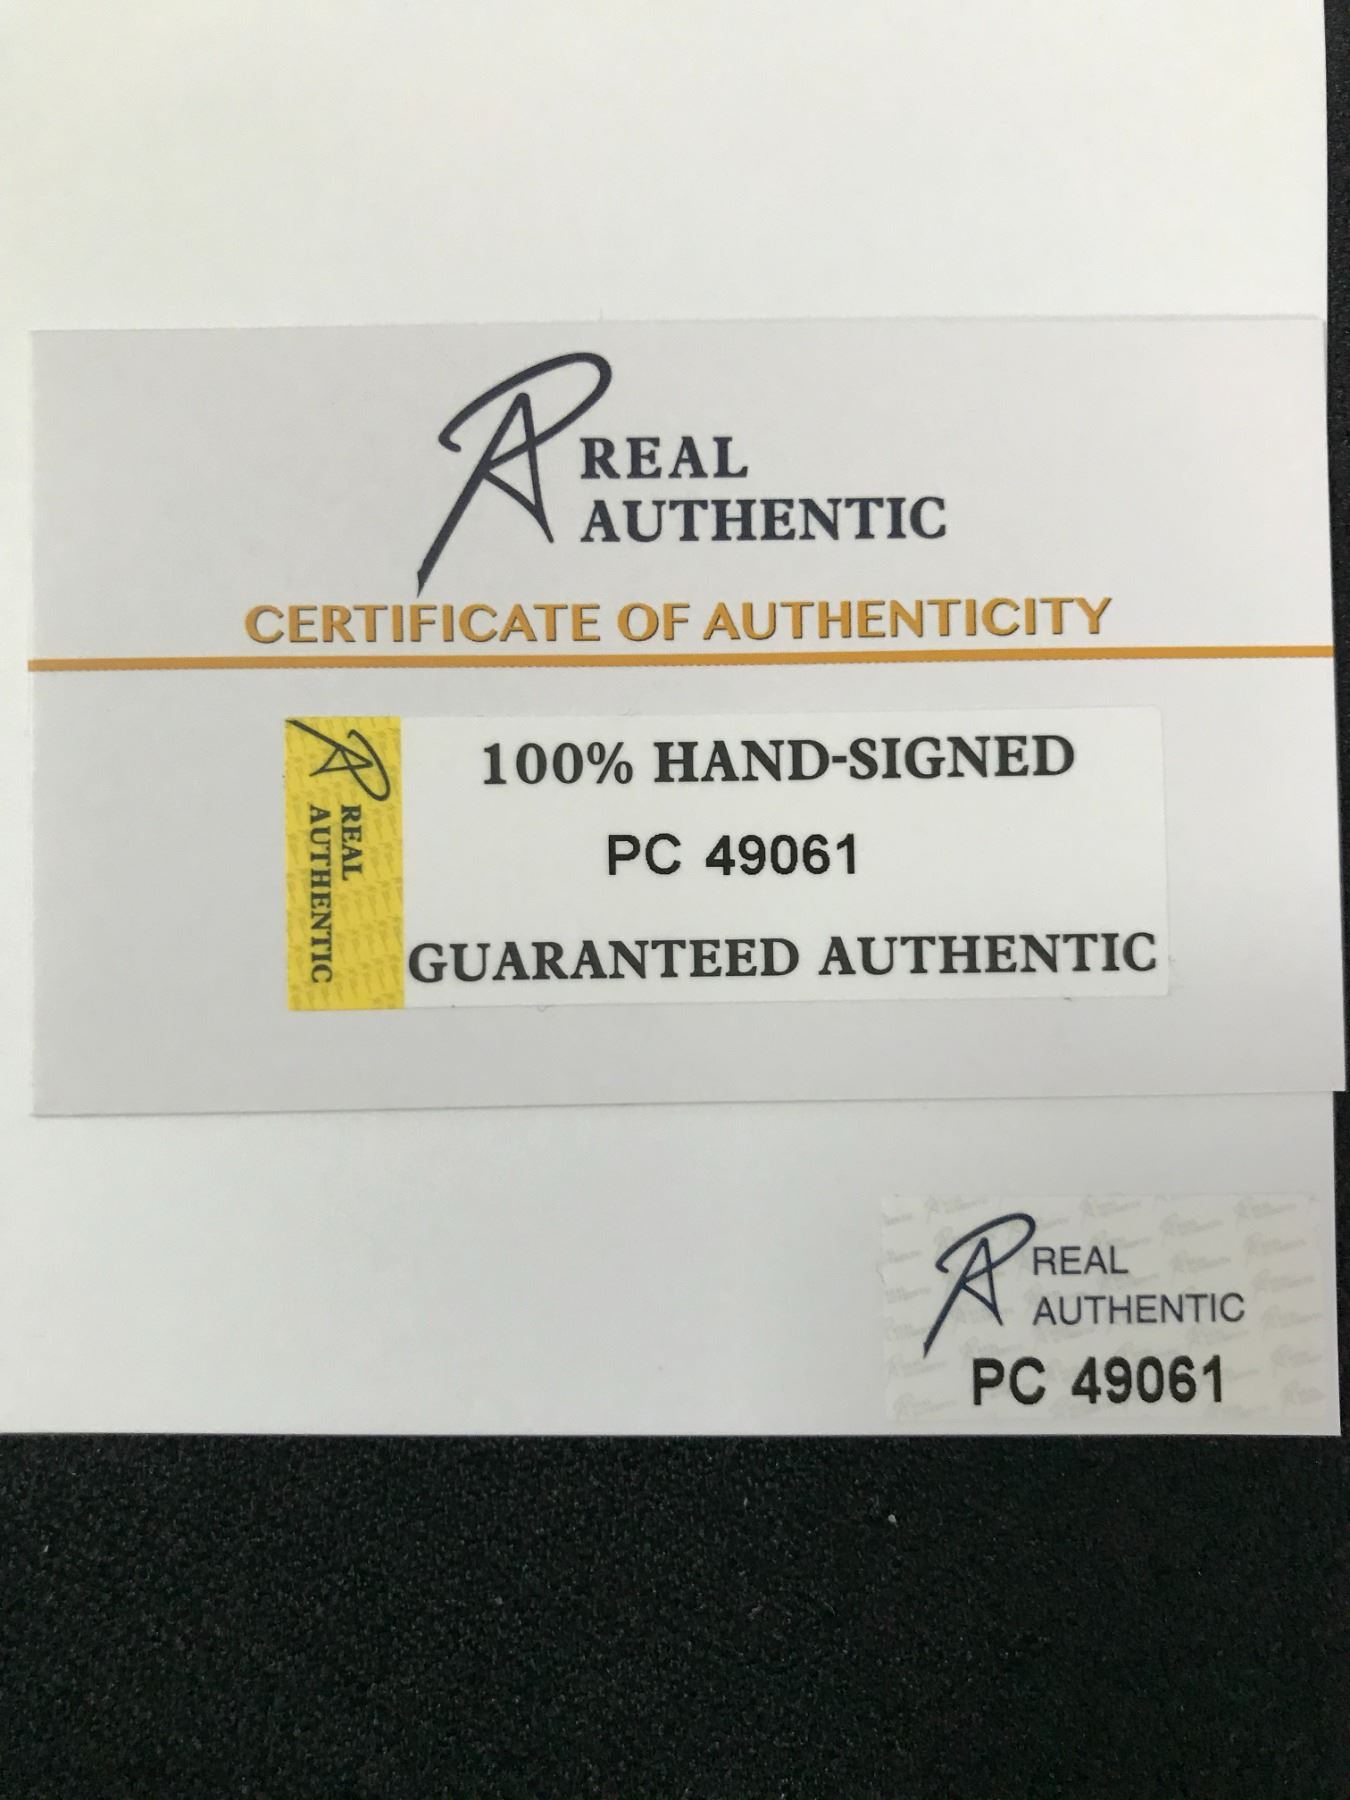 REAL
AUTHENTIC
CERTIFICATE OF AUTHENTICITY
REAL
AUTHENTIC
100% HAND-SIGNED
PC 49061
GUARANTEED AUTHENTIC
REAL
AUTHENTIC
PC 49061